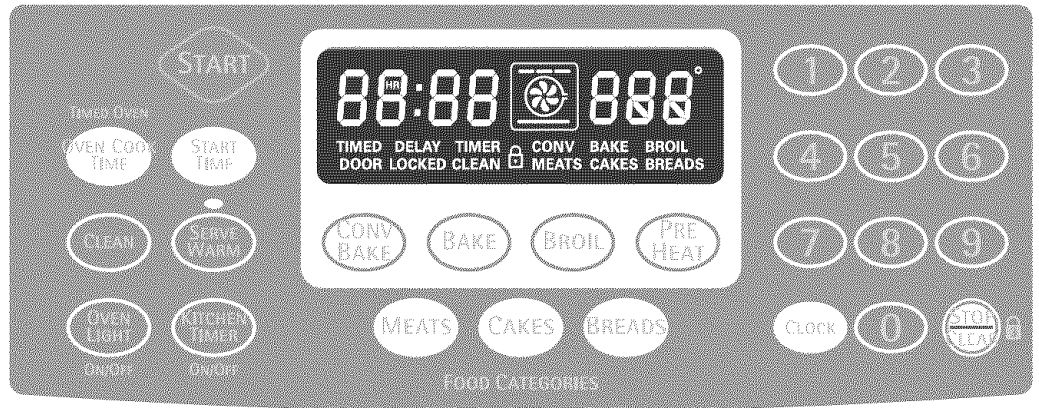 START
TIMED OVEN
OVEN COOK
TIME
START
TIME
CLEAN
SERVE
WARM
OVEN
LIGHT
ON/OFF
KITCHEN
TIMER
ON/OFF
88:88 888°
HR
TIMED DELAY TIMER CONV BAKE BROIL
DOOR LOCKED CLEAN MEATS CAKES BREADS
CONV
BAKE
BAKE
BROIL
PRE
HEAT
MEATS
CAKES
BREADS
FOOD CATEGORIES
1 2 3
4 5 6
7 8 9
CLOCK
0
STOP
CLEAR